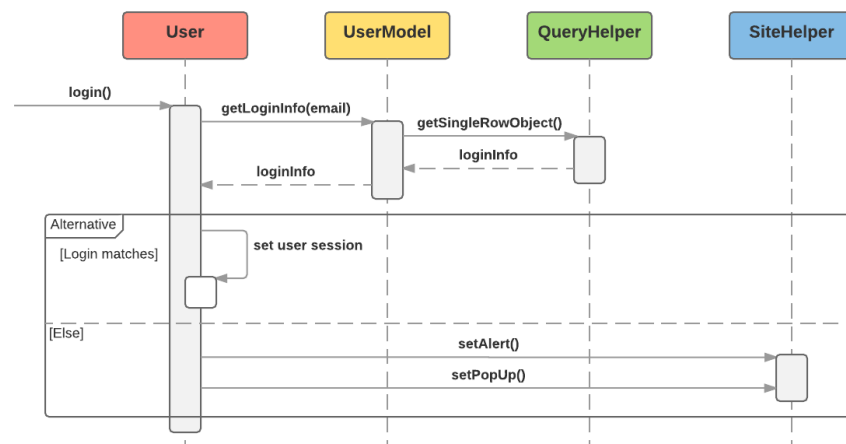 User
UserModel
QueryHelper
SiteHelper
login()
getLoginInfo(email)
getSingleRowObject()
loginInfo
loginInfo
Alternative
[Login matches]
set user session
[Else]
setAlert()
setPopUp()